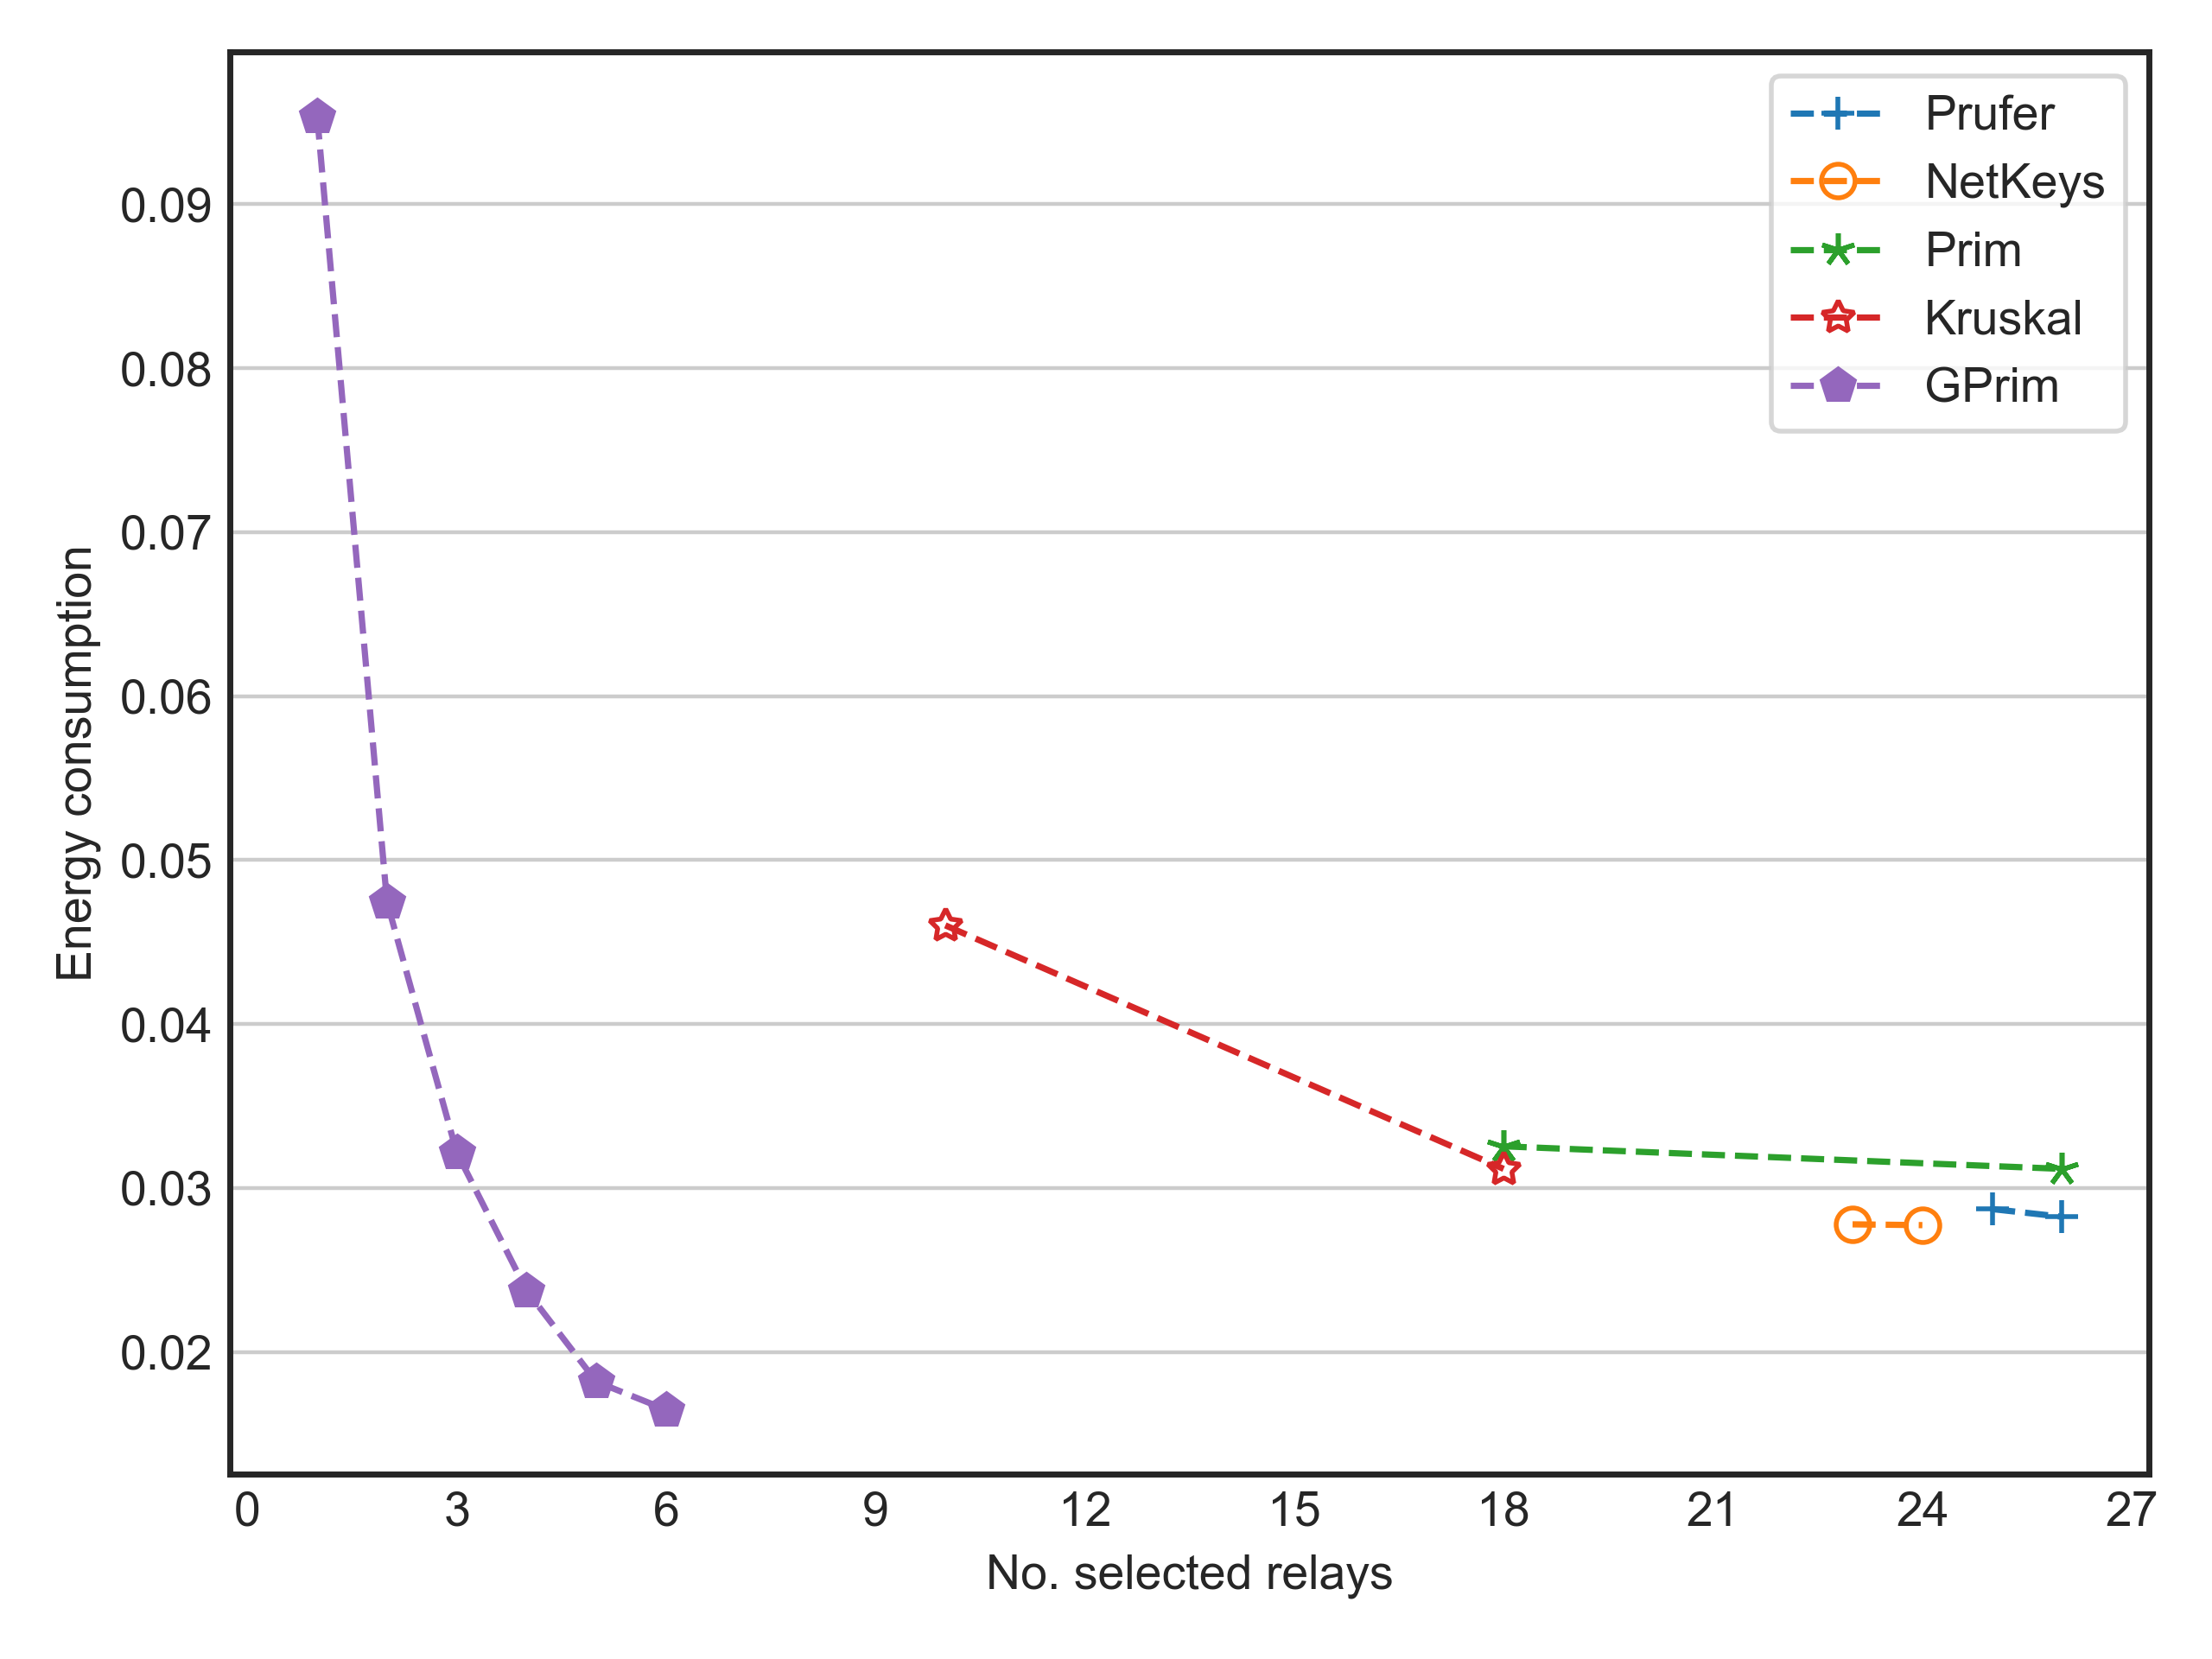 Prufer
NetKeys
Prim
Kruskal
GPrim
Energy consumption
0.09
0.08
0.07
0.06
0.05
0.04
0.03
0.02
0 3 6 9 12 15 18 21 24 27
No. selected relays